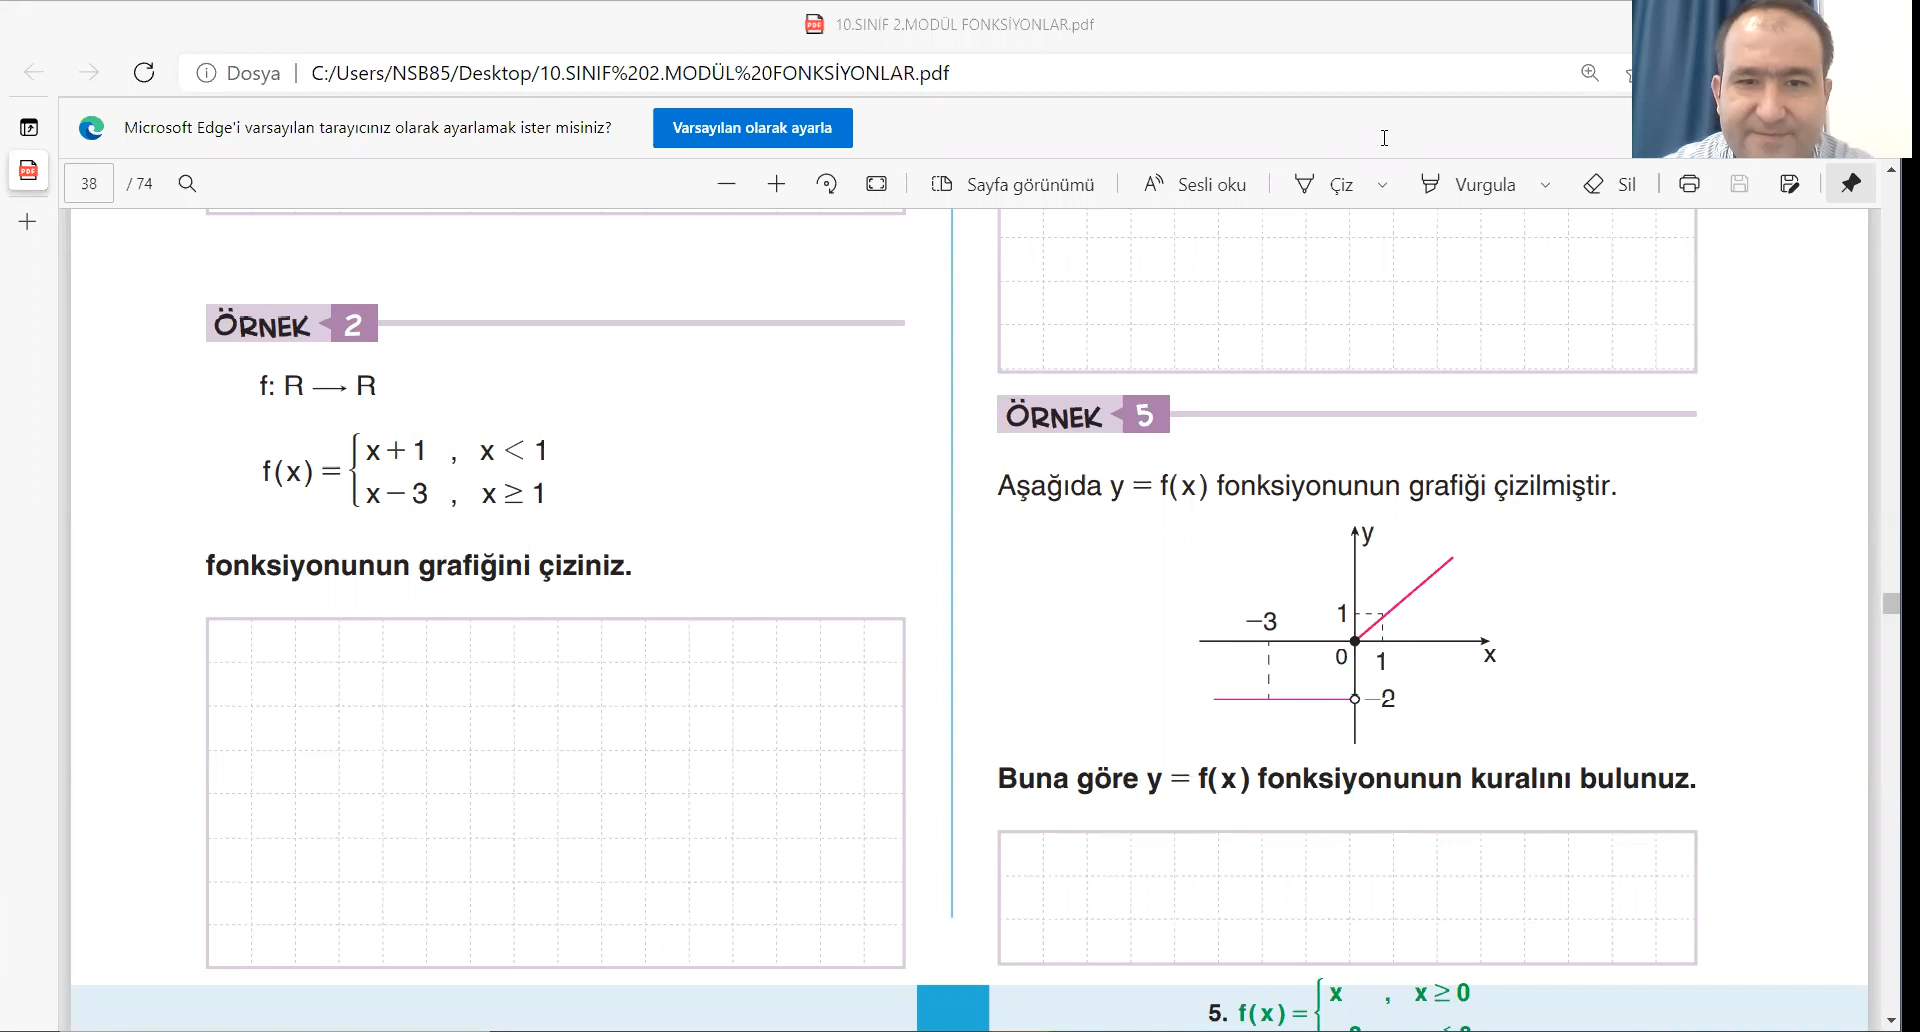 10.SINIF 2.MODÜL FONKSİYONLAR.pdf
Dosya | C:/Users/NSB85/Desktop/10.SINIF%202.MODÜL%20FONKSİYONLAR.pdf
Microsoft Edge'i varsayılan tarayıcınız olarak ayarlamak ister misiniz?
Varsayılan olarak ayarla
38 / 74
Sayfa görünümü
Sesli oku
Çiz
Vurgula
Sil
ÖRNEK 2
f: R → R
f(x) = { x + 1 , x < 1
x − 3 , x ≥ 1
fonksiyonunun grafiğini çiziniz.
ÖRNEK 5
Aşağıda y = f(x) fonksiyonunun grafiği çizilmiştir.
y
1
−3
0
1
x
−2
Buna göre y = f(x) fonksiyonunun kuralını bulunuz.
5. f(x) = { x , x ≥ 0